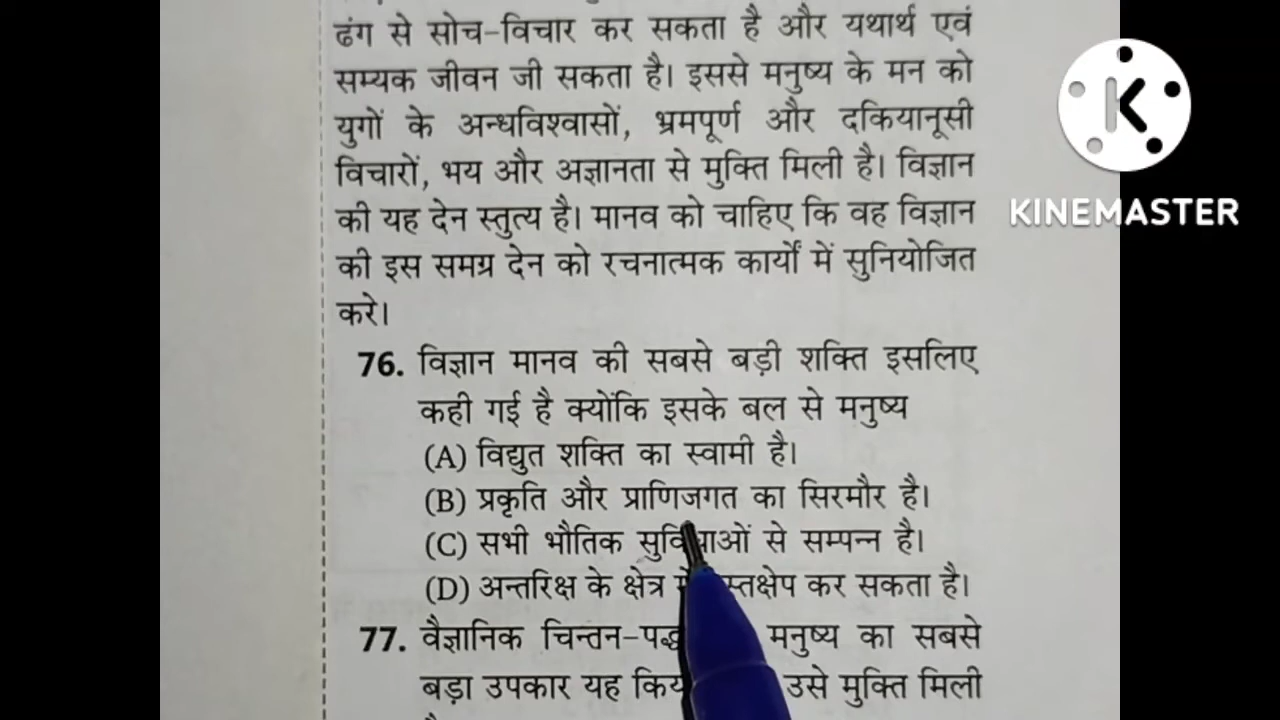 ढंग से सोच-विचार कर सकता है और यथार्थ एवं
सम्यक जीवन जी सकता है। इससे मनुष्य के मन को
युगों के अन्धविश्वासों, भ्रमपूर्ण और दकियानूसी
विचारों, भय और अज्ञानता से मुक्ति मिली है। विज्ञान
की यह देन स्तुत्य है। मानव को चाहिए कि वह विज्ञान
की इस समग्र देन को रचनात्मक कार्यों में सुनियोजित
करे।
76. विज्ञान मानव की सबसे बड़ी शक्ति इसलिए
कही गई है क्योंकि इसके बल से मनुष्य
(A) विद्युत शक्ति का स्वामी है।
(B) प्रकृति और प्राणिजगत का सिरमौर है।
(C) सभी भौतिक सुविधाओं से सम्पन्न है।
(D) अन्तरिक्ष के क्षेत्र में हस्तक्षेप कर सकता है।
77. वैज्ञानिक चिन्तन- मनुष्य का सबसे
बड़ा उपकार यह उसे मुक्ति मिली
K
KINEMASTER